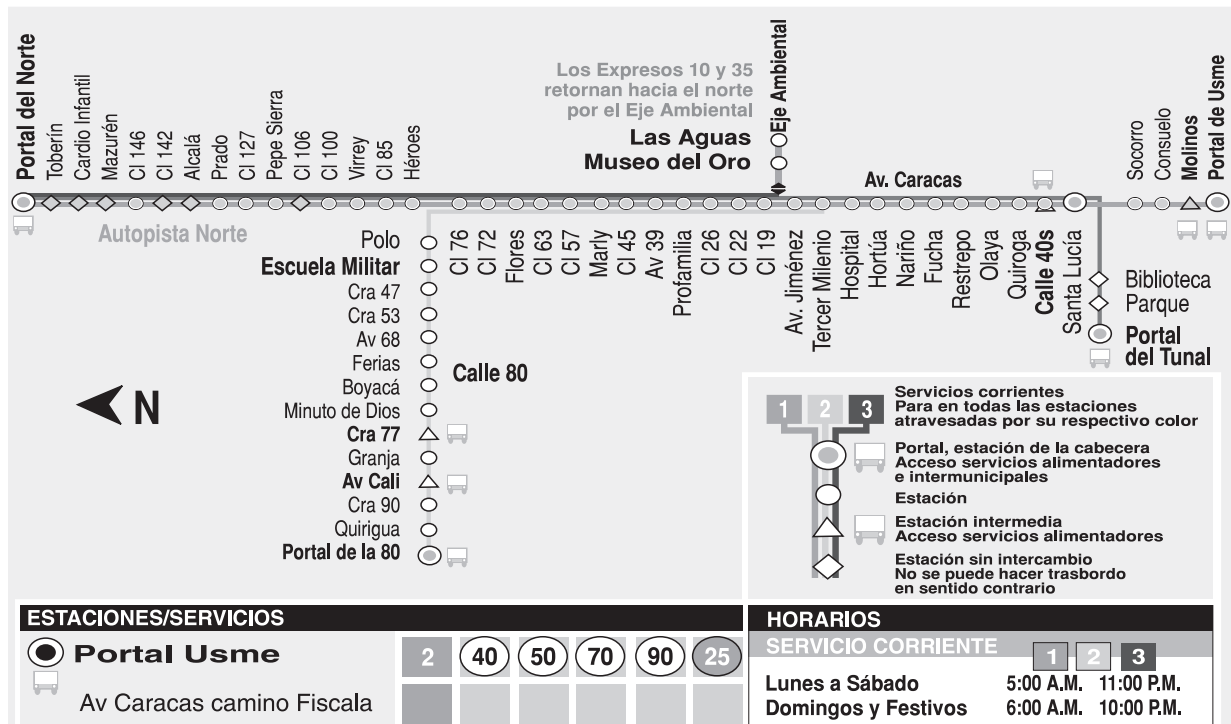 Portal del Norte
Toberín
Cardio Infantil
Mazurén
Cl 146
Cl 142
Alcalá
Prado
Cl 127
Pepe Sierra
Cl 106
Cl 100
Virrey
Cl 85
Héroes
Los Expresos 10 y 35
retornan hacia el norte
por el Eje Ambiental
Eje Ambiental
Las Aguas
Museo del Oro
Av. Caracas
Socorro
Consuelo
Molinos
Portal de Usme
Autopista Norte
Cl 76
Cl 72
Flores
Cl 63
Cl 57
Marly
Cl 45
Av 39
Profamilia
Cl 26
Cl 22
Cl 19
Av. Jiménez
Tercer Milenio
Hospital
Hortúa
Nariño
Fucha
Restrepo
Olaya
Quiroga
Calle 40s
Santa Lucía
Biblioteca
Parque
Portal
del Tunal
Polo
Escuela Militar
Cra 47
Cra 53
Av 68
Ferias
Boyacá
Minuto de Dios
Cra 77
Granja
Av Cali
Cra 90
Quirigua
Portal de la 80
Calle 80
N
1 2 3
Servicios corrientes
Para en todas las estaciones
atravesadas por su respectivo color
Portal, estación de la cabecera
Acceso servicios alimentadores
e intermunicipales
Estación
Estación intermedia
Acceso servicios alimentadores
Estación sin intercambio
No se puede hacer trasbordo
en sentido contrario
ESTACIONES/SERVICIOS
Portal Usme 2 40 50 70 90 25
Av Caracas camino Fiscala
HORARIOS
SERVICIO CORRIENTE 1 2 3
Lunes a Sábado 5:00 A.M. 11:00 P.M.
Domingos y Festivos 6:00 A.M. 10:00 P.M.